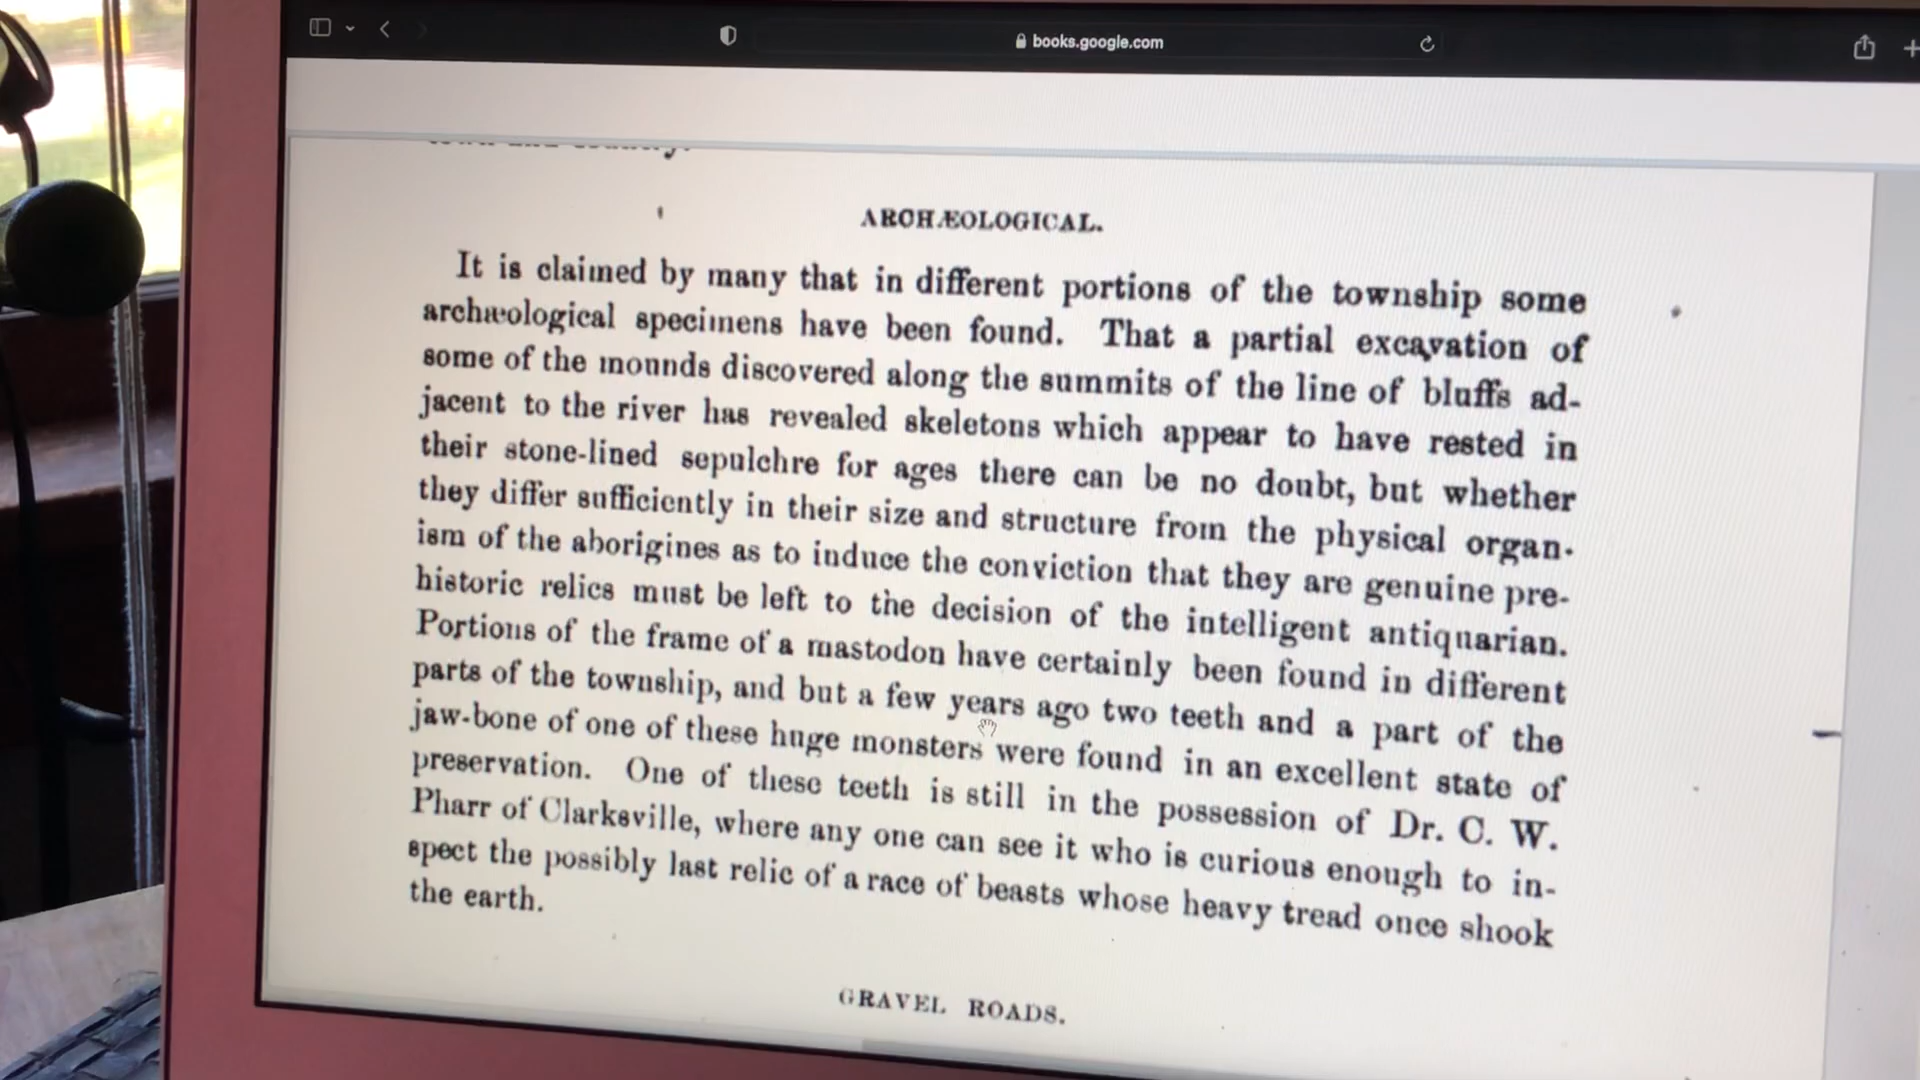 books.google.com
ARCHÆOLOGICAL.
It is claimed by many that in different portions of the township some
archæological specimens have been found. That a partial excavation of
some of the mounds discovered along the summits of the line of bluffs ad-
jacent to the river has revealed skeletons which appear to have rested in
their stone-lined sepulchre for ages there can be no doubt, but whether
they differ sufficiently in their size and structure from the physical organ-
ism of the aborigines as to induce the conviction that they are genuine pre-
historic relics must be left to the decision of the intelligent antiquarian.
Portions of the frame of a mastodon have certainly been found in different
parts of the township, and but a few years ago two teeth and a part of the
jaw-bone of one of these huge monsters were found in an excellent state of
preservation. One of these teeth is still in the possession of Dr. C. W.
Pharr of Clarksville, where any one can see it who is curious enough to in-
spect the possibly last relic of a race of beasts whose heavy tread once shook
the earth.
GRAVEL ROADS.